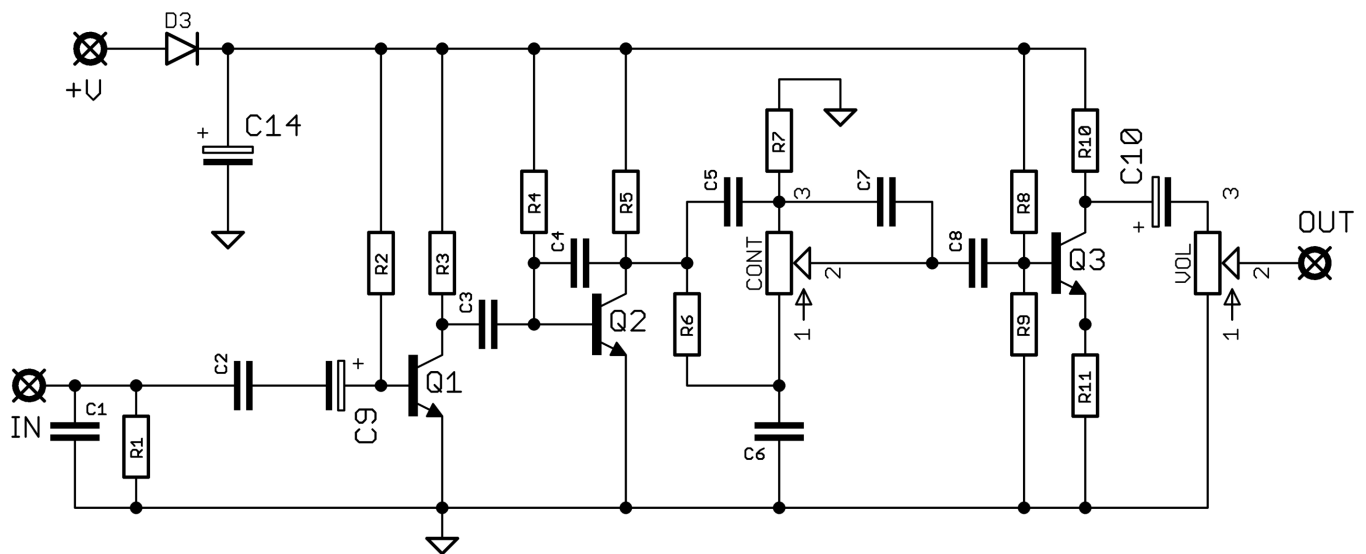 D3
+V
+
C14
R2
R3
R4
C4
R5
C5
R7
3
C7
CONT
2
1
R6
C6
C8
R8
R9
R10
C10
+
Q3
R11
3
VOL
2
1
OUT
C3
Q2
C2
+
C9
Q1
IN
C1
R1